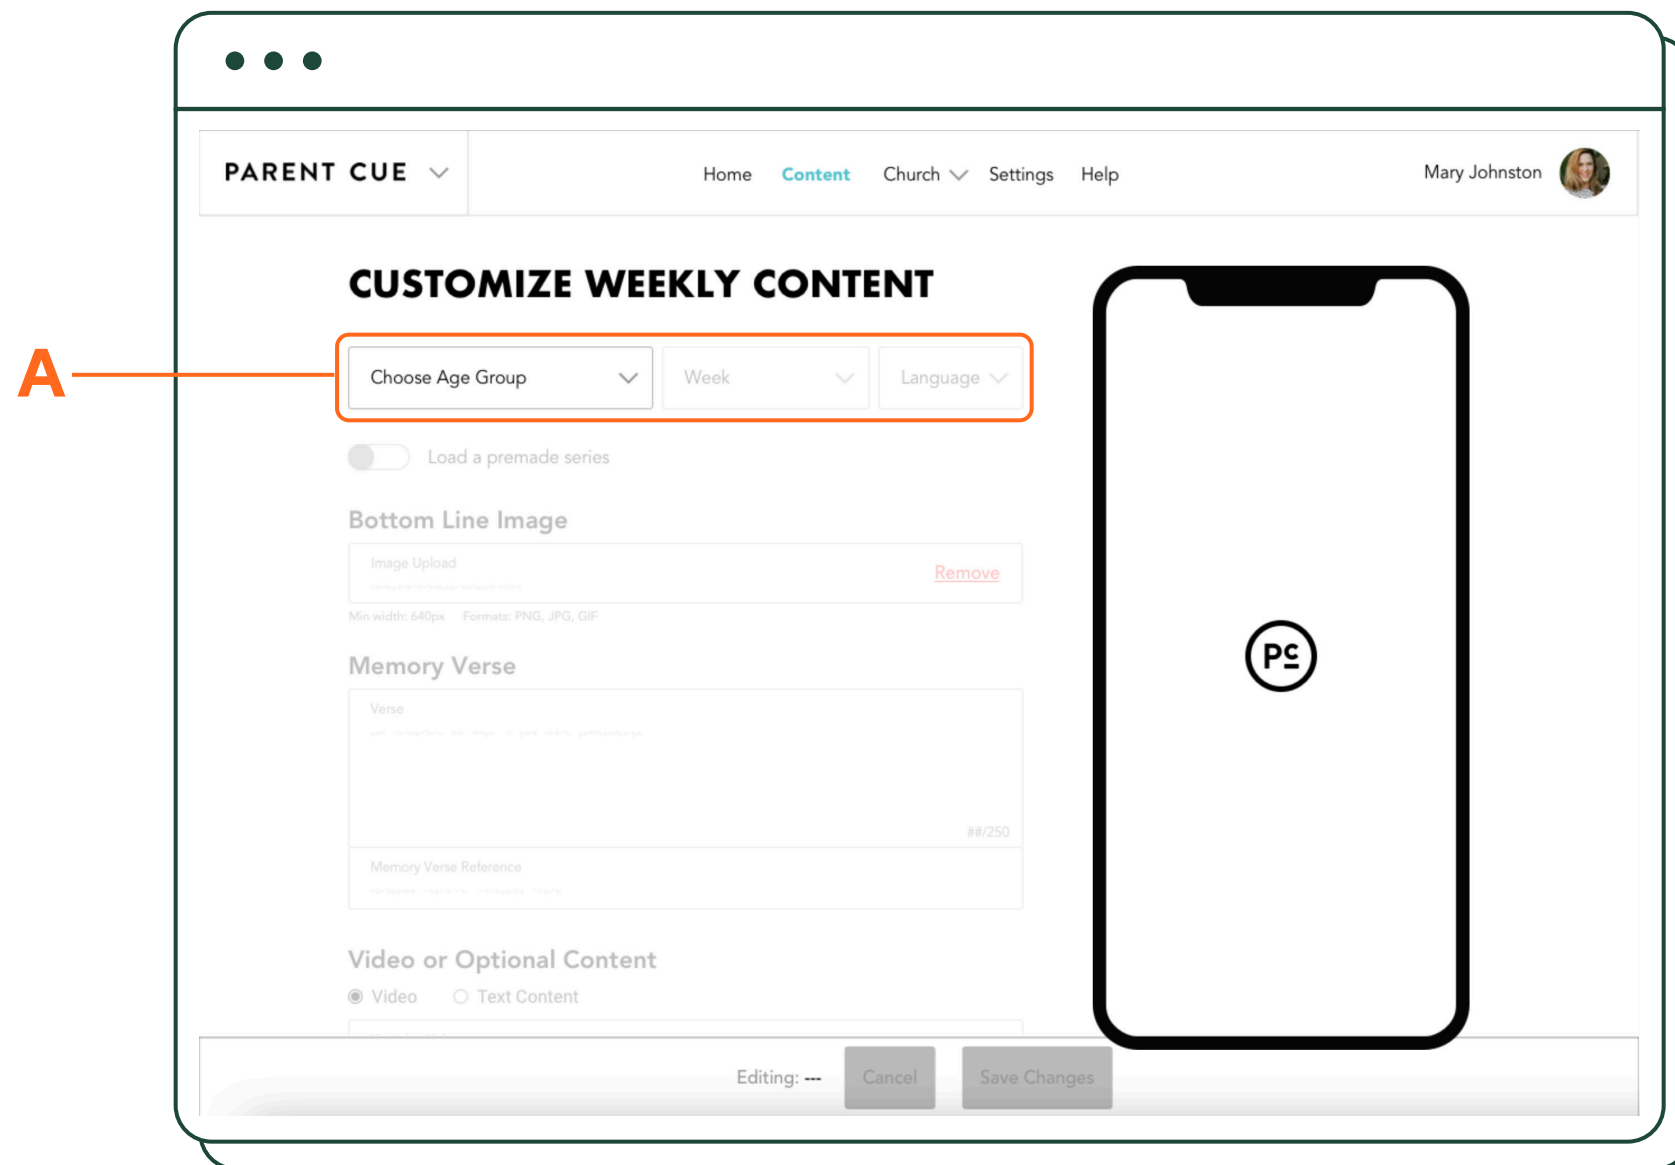 PARENT CUE
Home Content Church Settings Help
Mary Johnston
CUSTOMIZE WEEKLY CONTENT
A
Choose Age Group Week Language
Load a premade series
Bottom Line Image
Image Upload
Remove
Min width: 640px Formats: PNG, JPG, GIF
Memory Verse
Verse
##/250
Memory Verse Reference
Video or Optional Content
Video Text Content
Editing: --- Cancel Save Changes
Pc